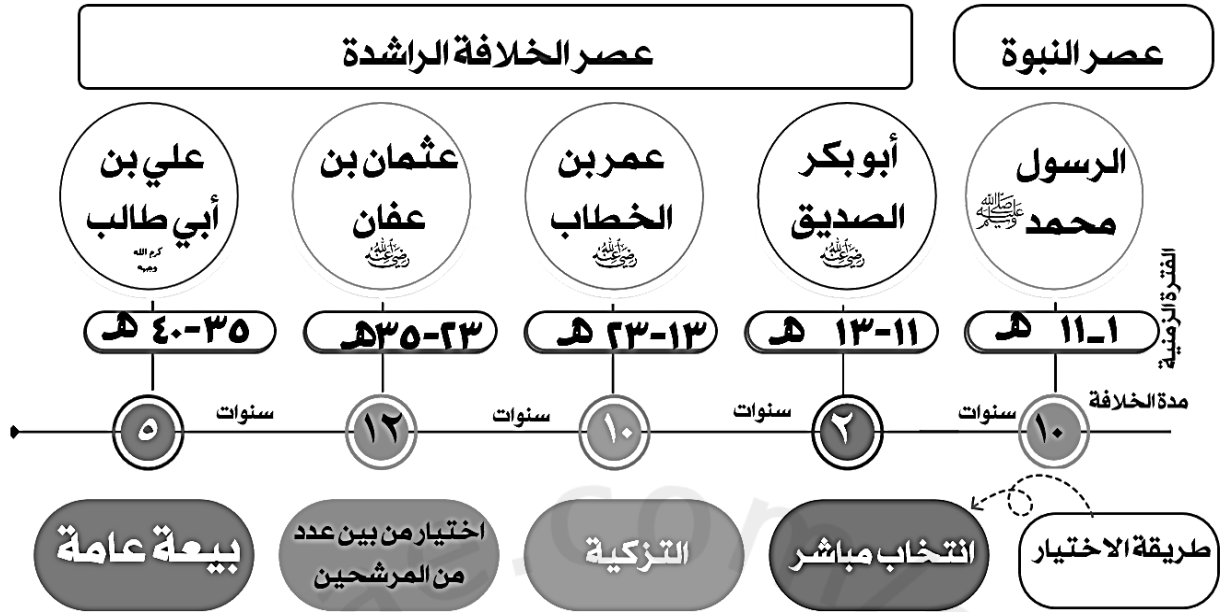 عصر النبوة
عصر الخلافة الراشدة
الرسول
محمد ﷺ
أبو بكر
الصديق
رضي الله عنه
عمر بن
الخطاب
رضي الله عنه
عثمان بن
عفان
رضي الله عنه
علي بن
أبي طالب
كرم الله
وجهه
الفترة الزمنية
١_١١ هـ
١١-١٣ هـ
١٣-٢٣ هـ
٢٣-٣٥هـ
٣٥-٤٠ هـ
مدة الخلافة
١٠ سنوات
٢ سنوات
١٠ سنوات
١٢ سنوات
٥
طريقة الاختيار
انتخاب مباشر
التزكية
اختيار من بين عدد
من المرشحين
بيعة عامة